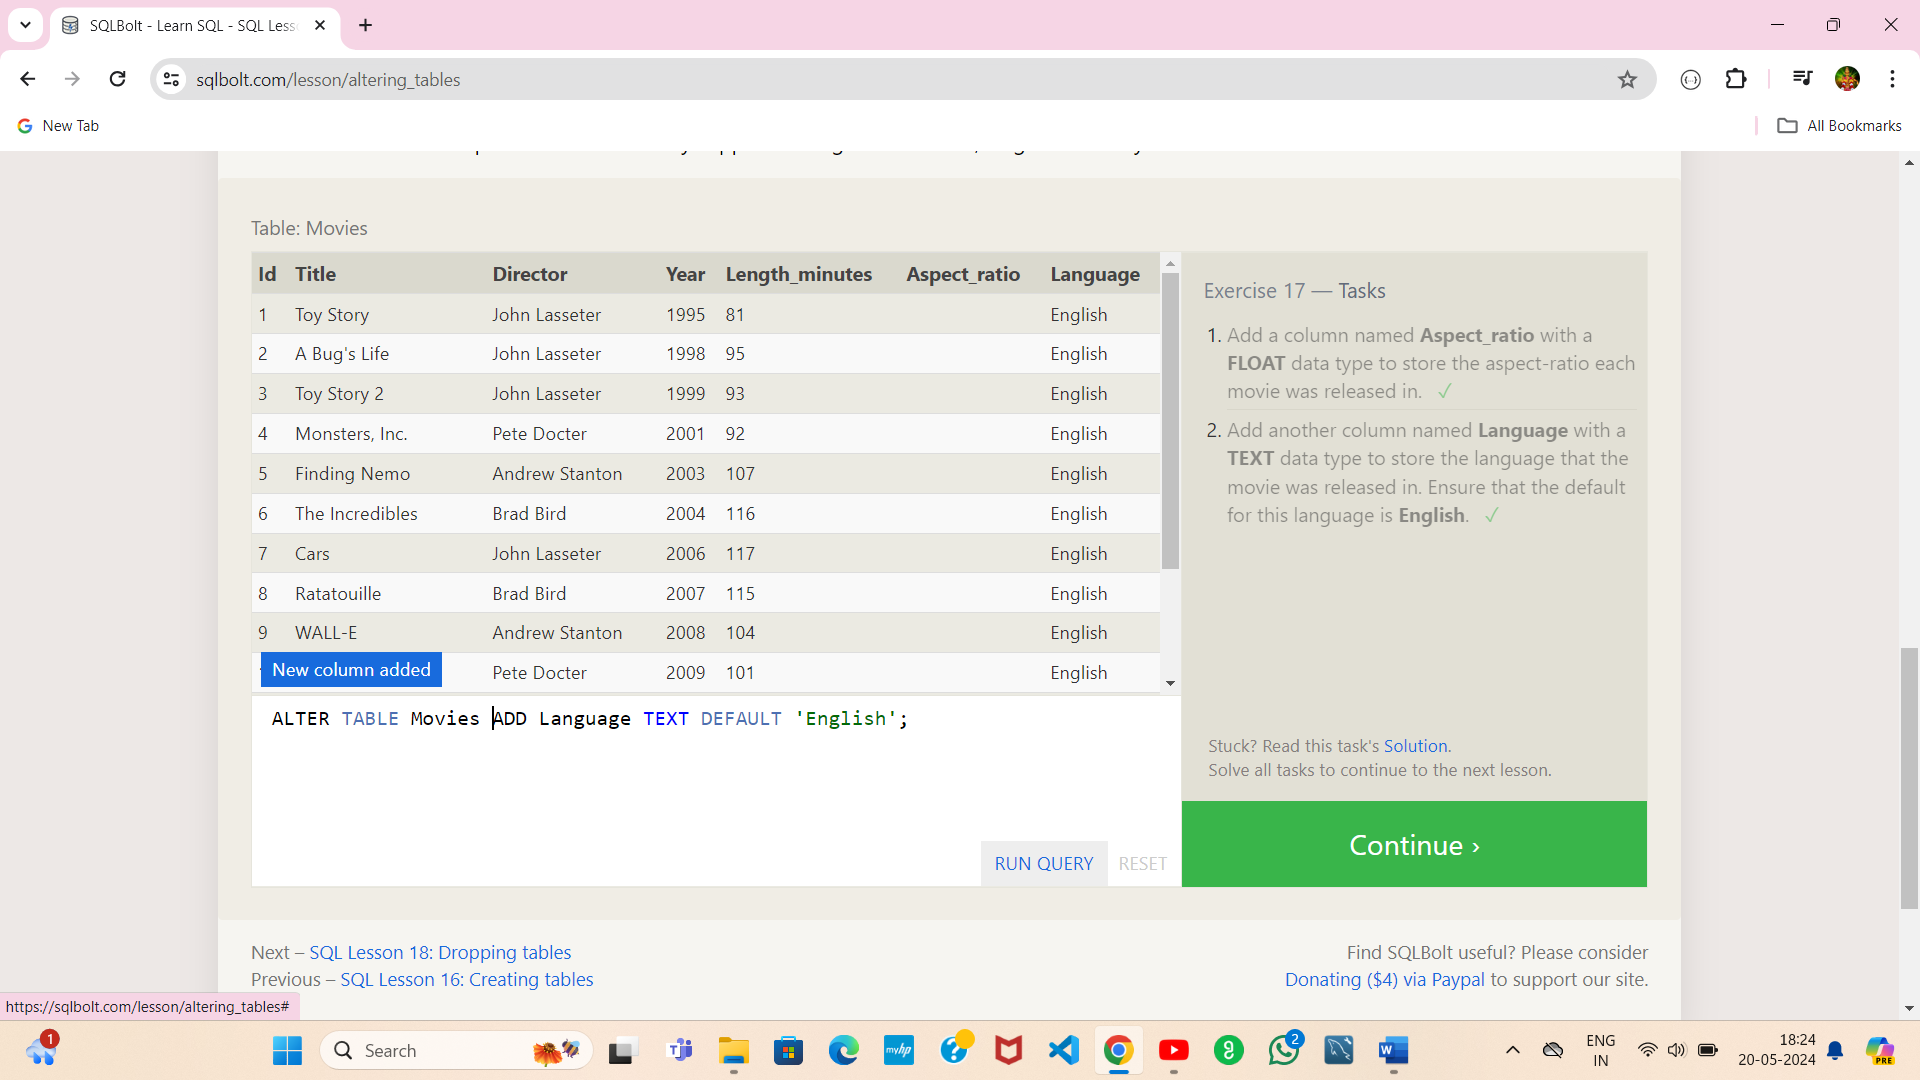 SQLBolt - Learn SQL - SQL Less
sqlbolt.com/lesson/altering_tables
New Tab
All Bookmarks
Table: Movies
Id Title Director Year Length_minutes Aspect_ratio Language
1 Toy Story John Lasseter 1995 81 English
2 A Bug's Life John Lasseter 1998 95 English
3 Toy Story 2 John Lasseter 1999 93 English
4 Monsters, Inc. Pete Docter 2001 92 English
5 Finding Nemo Andrew Stanton 2003 107 English
6 The Incredibles Brad Bird 2004 116 English
7 Cars John Lasseter 2006 117 English
8 Ratatouille Brad Bird 2007 115 English
9 WALL-E Andrew Stanton 2008 104 English
New column added Pete Docter 2009 101 English
ALTER TABLE Movies ADD Language TEXT DEFAULT 'English';
RUN QUERY RESET
Exercise 17 — Tasks
1. Add a column named Aspect_ratio with a
FLOAT data type to store the aspect-ratio each
movie was released in. ✓
2. Add another column named Language with a
TEXT data type to store the language that the
movie was released in. Ensure that the default
for this language is English. ✓
Stuck? Read this task's Solution.
Solve all tasks to continue to the next lesson.
Continue ›
Next – SQL Lesson 18: Dropping tables
Previous – SQL Lesson 16: Creating tables
Find SQLBolt useful? Please consider
Donating ($4) via Paypal to support our site.
https://sqlbolt.com/lesson/altering_tables#
1
Search
myhp
2
ENG
IN
18:24
20-05-2024
PRE